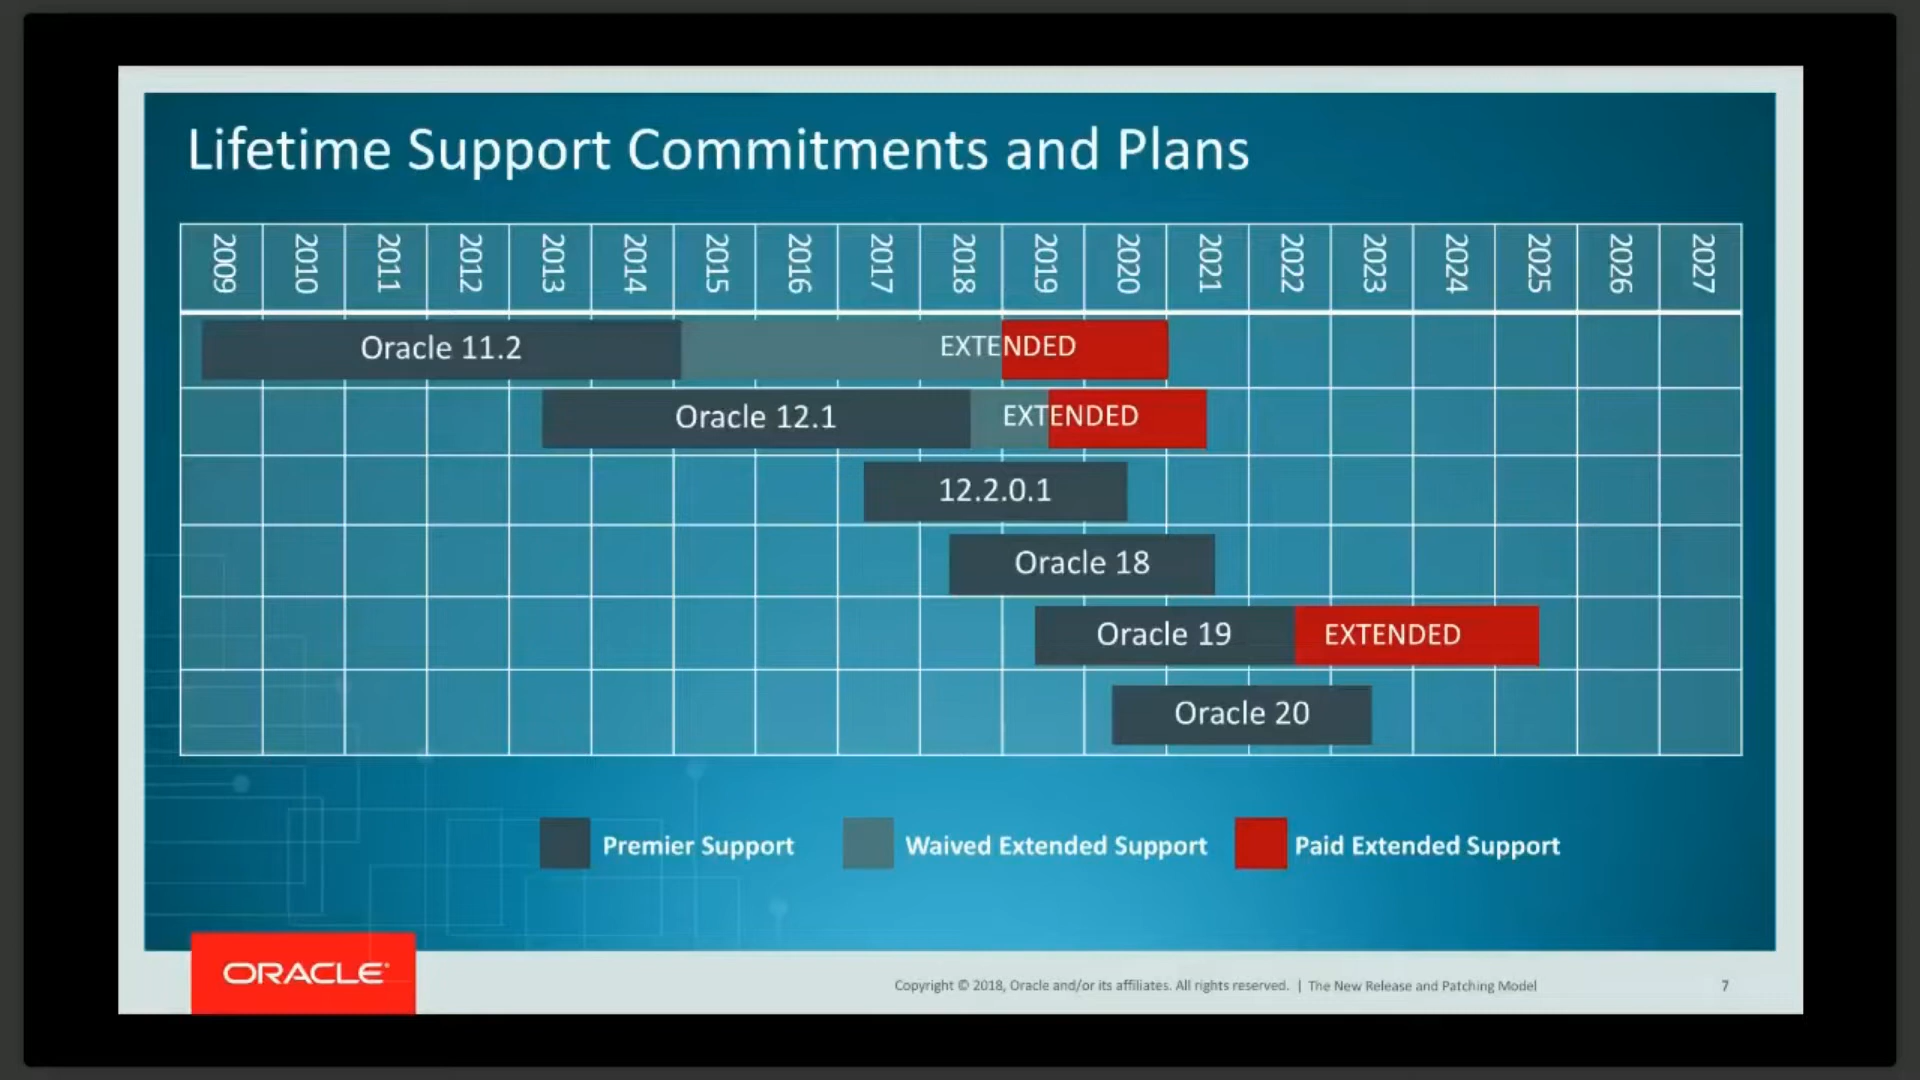 Lifetime Support Commitments and Plans
2009 2010 2011 2012 2013 2014 2015 2016 2017 2018 2019 2020 2021 2022 2023 2024 2025 2026 2027
Oracle 11.2 EXTENDED
Oracle 12.1 EXTENDED
12.2.0.1
Oracle 18
Oracle 19 EXTENDED
Oracle 20
Premier Support Waived Extended Support Paid Extended Support
ORACLE®
Copyright © 2018, Oracle and/or its affiliates. All rights reserved. | The New Release and Patching Model 7